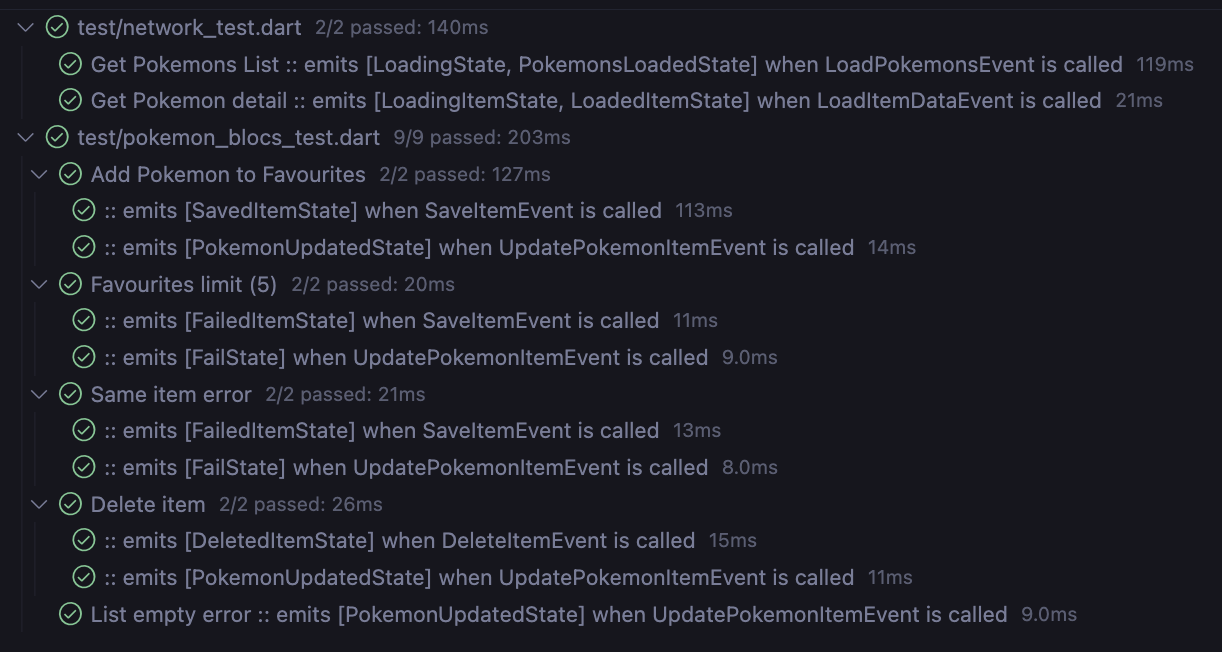 test/network_test.dart 2/2 passed: 140ms
Get Pokemons List :: emits [LoadingState, PokemonsLoadedState] when LoadPokemonsEvent is called 119ms
Get Pokemon detail :: emits [LoadingItemState, LoadedItemState] when LoadItemDataEvent is called 21ms
test/pokemon_blocs_test.dart 9/9 passed: 203ms
Add Pokemon to Favourites 2/2 passed: 127ms
:: emits [SavedItemState] when SaveItemEvent is called 113ms
:: emits [PokemonUpdatedState] when UpdatePokemonItemEvent is called 14ms
Favourites limit (5) 2/2 passed: 20ms
:: emits [FailedItemState] when SaveItemEvent is called 11ms
:: emits [FailState] when UpdatePokemonItemEvent is called 9.0ms
Same item error 2/2 passed: 21ms
:: emits [FailedItemState] when SaveItemEvent is called 13ms
:: emits [FailState] when UpdatePokemonItemEvent is called 8.0ms
Delete item 2/2 passed: 26ms
:: emits [DeletedItemState] when DeleteItemEvent is called 15ms
:: emits [PokemonUpdatedState] when UpdatePokemonItemEvent is called 11ms
List empty error :: emits [PokemonUpdatedState] when UpdatePokemonItemEvent is called 9.0ms